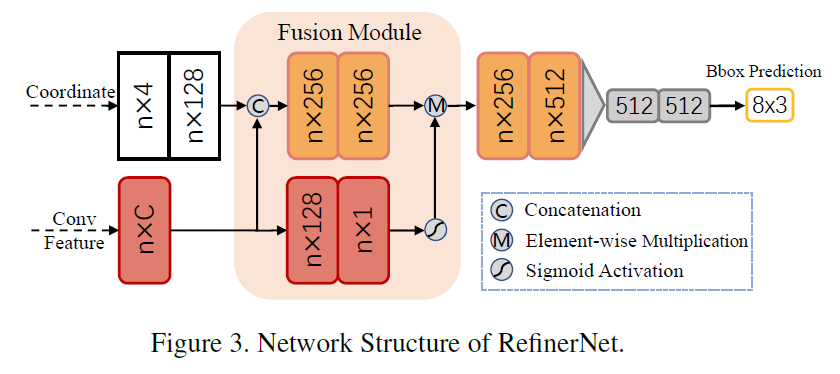 Fusion Module
Coordinate
n×4
n×128
C
n×256
n×256
M
n×256
n×512
512
512
Bbox Prediction
8x3
Conv
Feature
n×C
n×128
n×1
C Concatenation
M Element-wise Multiplication
Sigmoid Activation
Figure 3. Network Structure of RefinerNet.